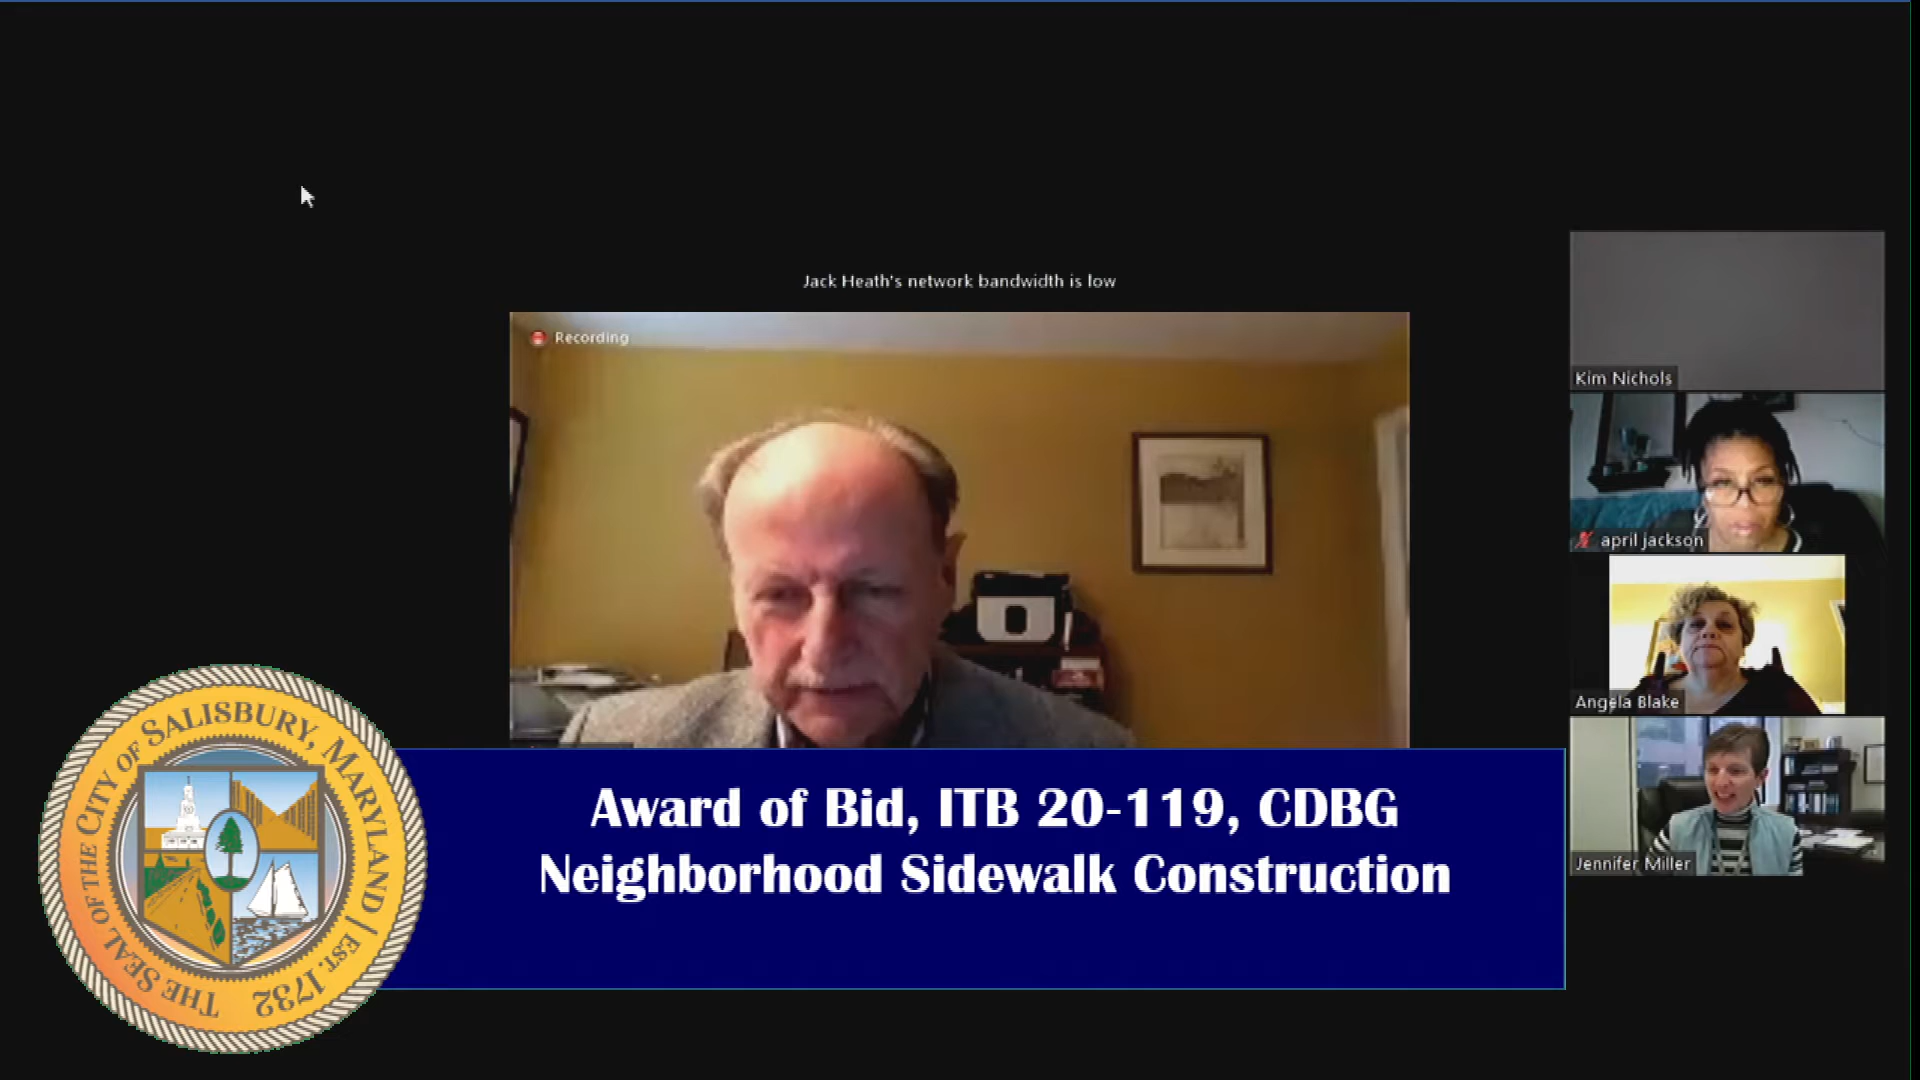 Jack Heath's network bandwidth is low
Recording
Kim Nichols
april jackson
Angela Blake
Jennifer Miller
THE SEAL OF THE CITY OF SALISBURY, MARYLAND | EST. 1732
Award of Bid, ITB 20-119, CDBG
Neighborhood Sidewalk Construction